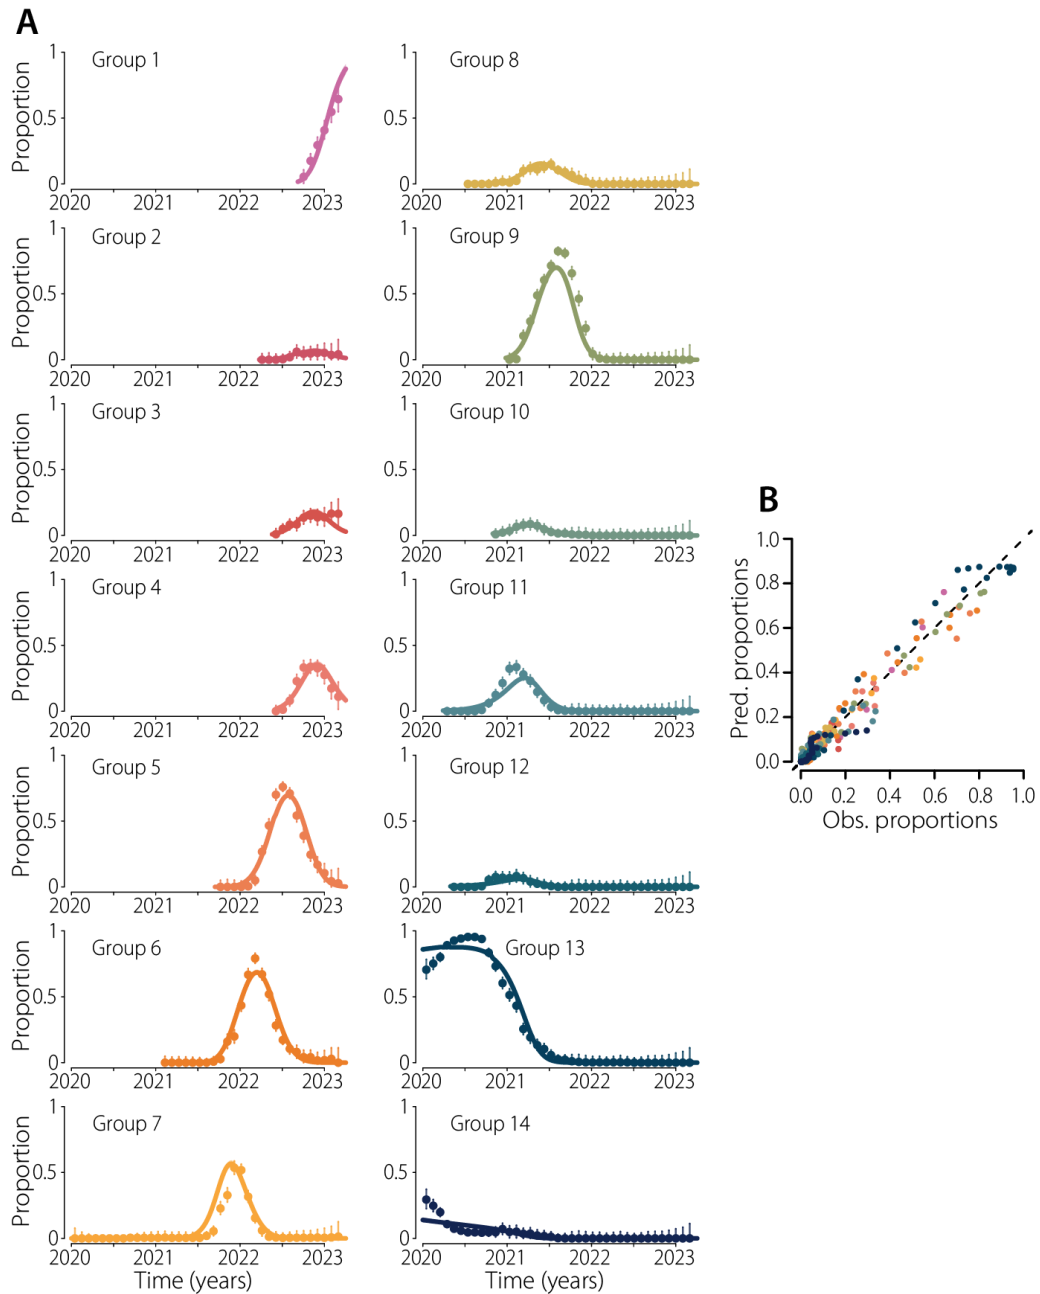 A
Group 1
Proportion
1
0.5
0
2020 2021 2022 2023
Group 8
1
0.5
0
2020 2021 2022 2023
Group 2
Proportion
1
0.5
0
2020 2021 2022 2023
Group 9
1
0.5
0
2020 2021 2022 2023
Group 3
Proportion
1
0.5
0
2020 2021 2022 2023
Group 10
1
0.5
0
2020 2021 2022 2023
Group 4
Proportion
1
0.5
0
2020 2021 2022 2023
Group 11
1
0.5
0
2020 2021 2022 2023
Group 5
Proportion
1
0.5
0
2020 2021 2022 2023
Group 12
1
0.5
0
2020 2021 2022 2023
Group 6
Proportion
1
0.5
0
2020 2021 2022 2023
Group 13
1
0.5
0
2020 2021 2022 2023
Group 7
Proportion
1
0.5
0
2020 2021 2022 2023
Time (years)
Group 14
1
0.5
0
2020 2021 2022 2023
Time (years)
B
Pred. proportions
1.0
0.8
0.6
0.4
0.2
0.0
0.0 0.2 0.4 0.6 0.8 1.0
Obs. proportions